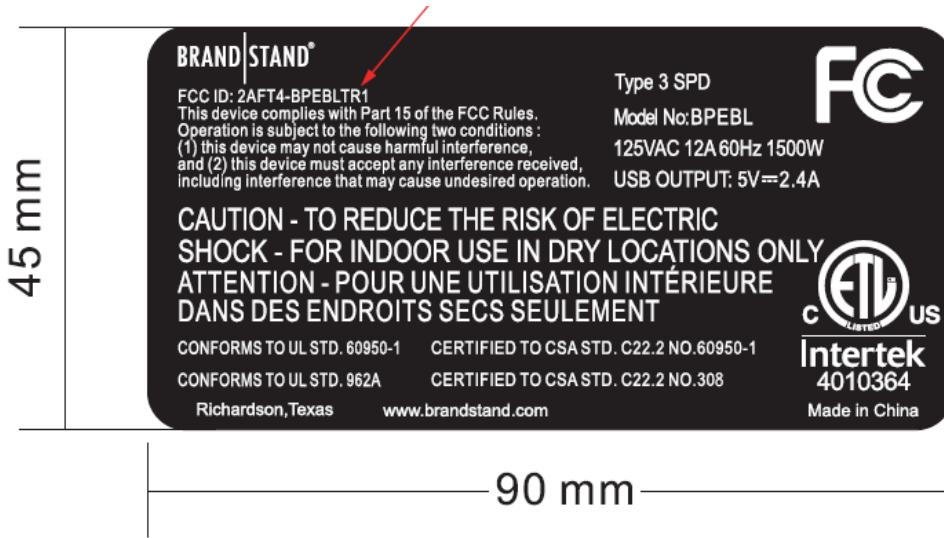 BRAND STAND®
FCC ID: 2AFT4-BPEBLTR1
This device complies with Part 15 of the FCC Rules.
Operation is subject to the following two conditions :
(1) this device may not cause harmful interference,
and (2) this device must accept any interference received,
including interference that may cause undesired operation.
Type 3 SPD
Model No:BPEBL
125VAC 12A 60Hz 1500W
USB OUTPUT: 5V⎓2.4A
FC
CAUTION - TO REDUCE THE RISK OF ELECTRIC
SHOCK - FOR INDOOR USE IN DRY LOCATIONS ONLY
ATTENTION - POUR UNE UTILISATION INTÉRIEURE
DANS DES ENDROITS SECS SEULEMENT
CONFORMS TO UL STD. 60950-1 CERTIFIED TO CSA STD. C22.2 NO.60950-1
CONFORMS TO UL STD. 962A CERTIFIED TO CSA STD. C22.2 NO.308
Richardson,Texas www.brandstand.com
C ETL US
LISTED
Intertek
4010364
Made in China
45 mm
90 mm